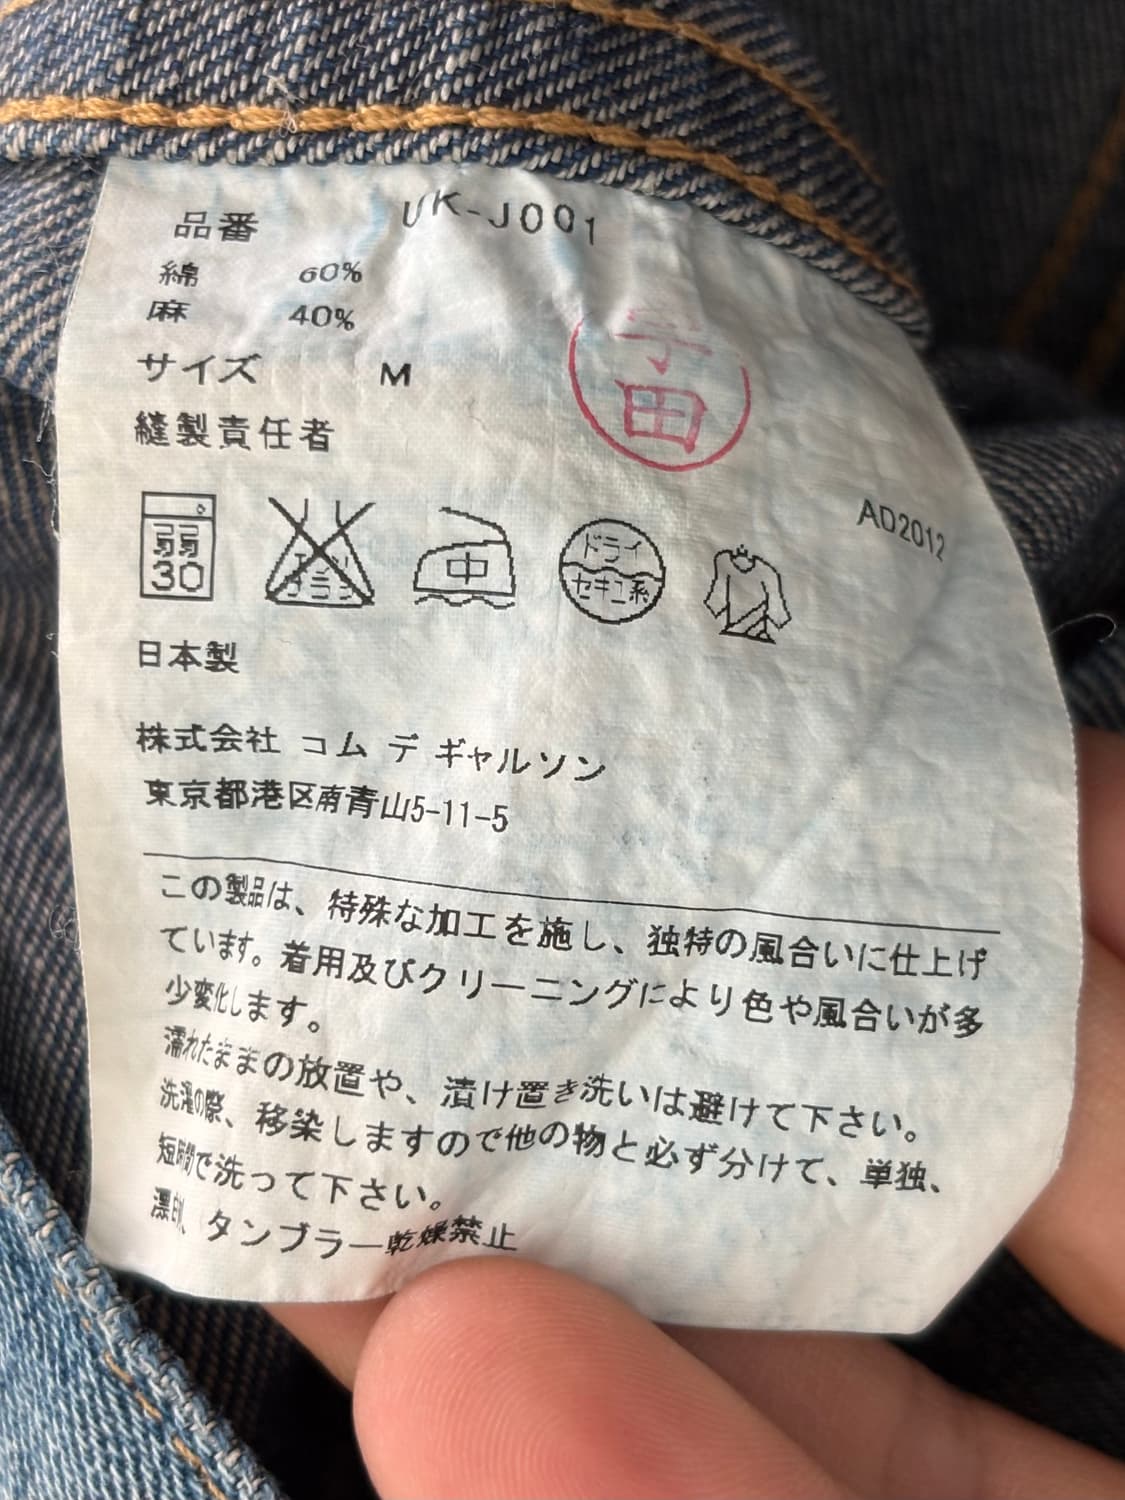 品番 UK-J001
綿 60%
麻 40%
サイズ M
縫製責任者
田
AD2012
弱
30
エンソ
サラシ
中
ドライ
セキユ系
日本製
株式会社 コム デ ギャルソン
東京都港区南青山5-11-5
この製品は、特殊な加工を施し、独特の風合いに仕上げ
ています。着用及びクリーニングにより色や風合いが多
少変化します。
濡れたままの放置や、漬け置き洗いは避けて下さい。
洗濯の際、移染しますので他の物と必ず分けて、単独、
短時間で洗って下さい。
漂白、タンブラー乾燥禁止